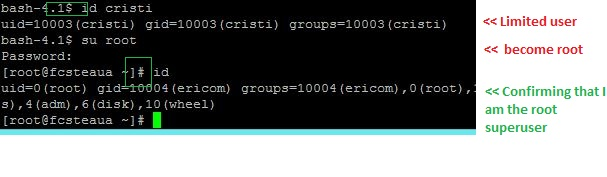 bash-4.1$ id cristi
uid=10003(cristi) gid=10003(cristi) groups=10003(cristi)
bash-4.1$ su root
Password:
[root@fcsteaua ~]# id
uid=0(root) gid=10004(ericom) groups=10004(ericom),0(root),1
s),4(adm),6(disk),10(wheel)
[root@fcsteaua ~]#
<< Limited user
<< become root
<< Confirming that I
am the root
superuser